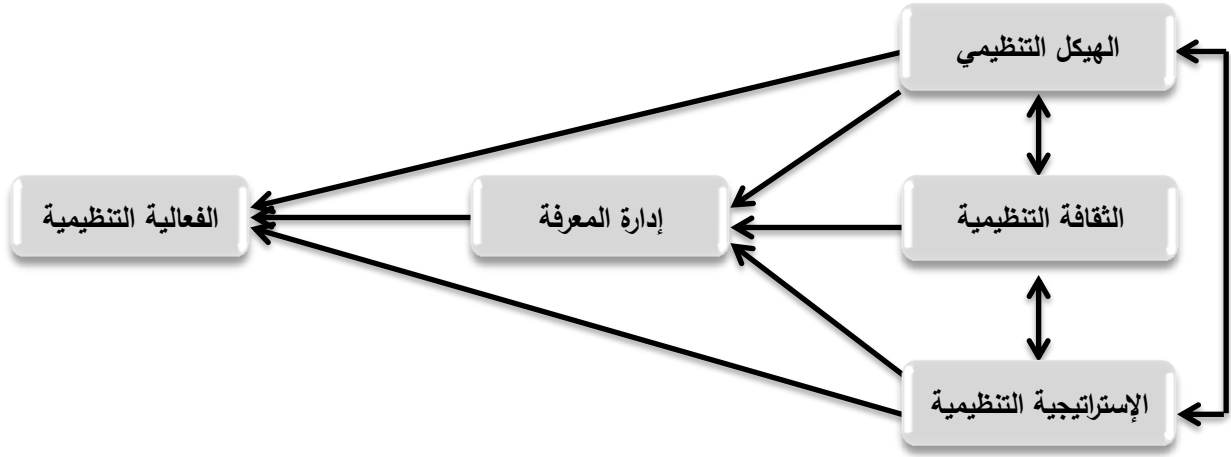 الهيكل التنظيمي
الثقافة التنظيمية
إدارة المعرفة
الفعالية التنظيمية
الإستراتيجية التنظيمية